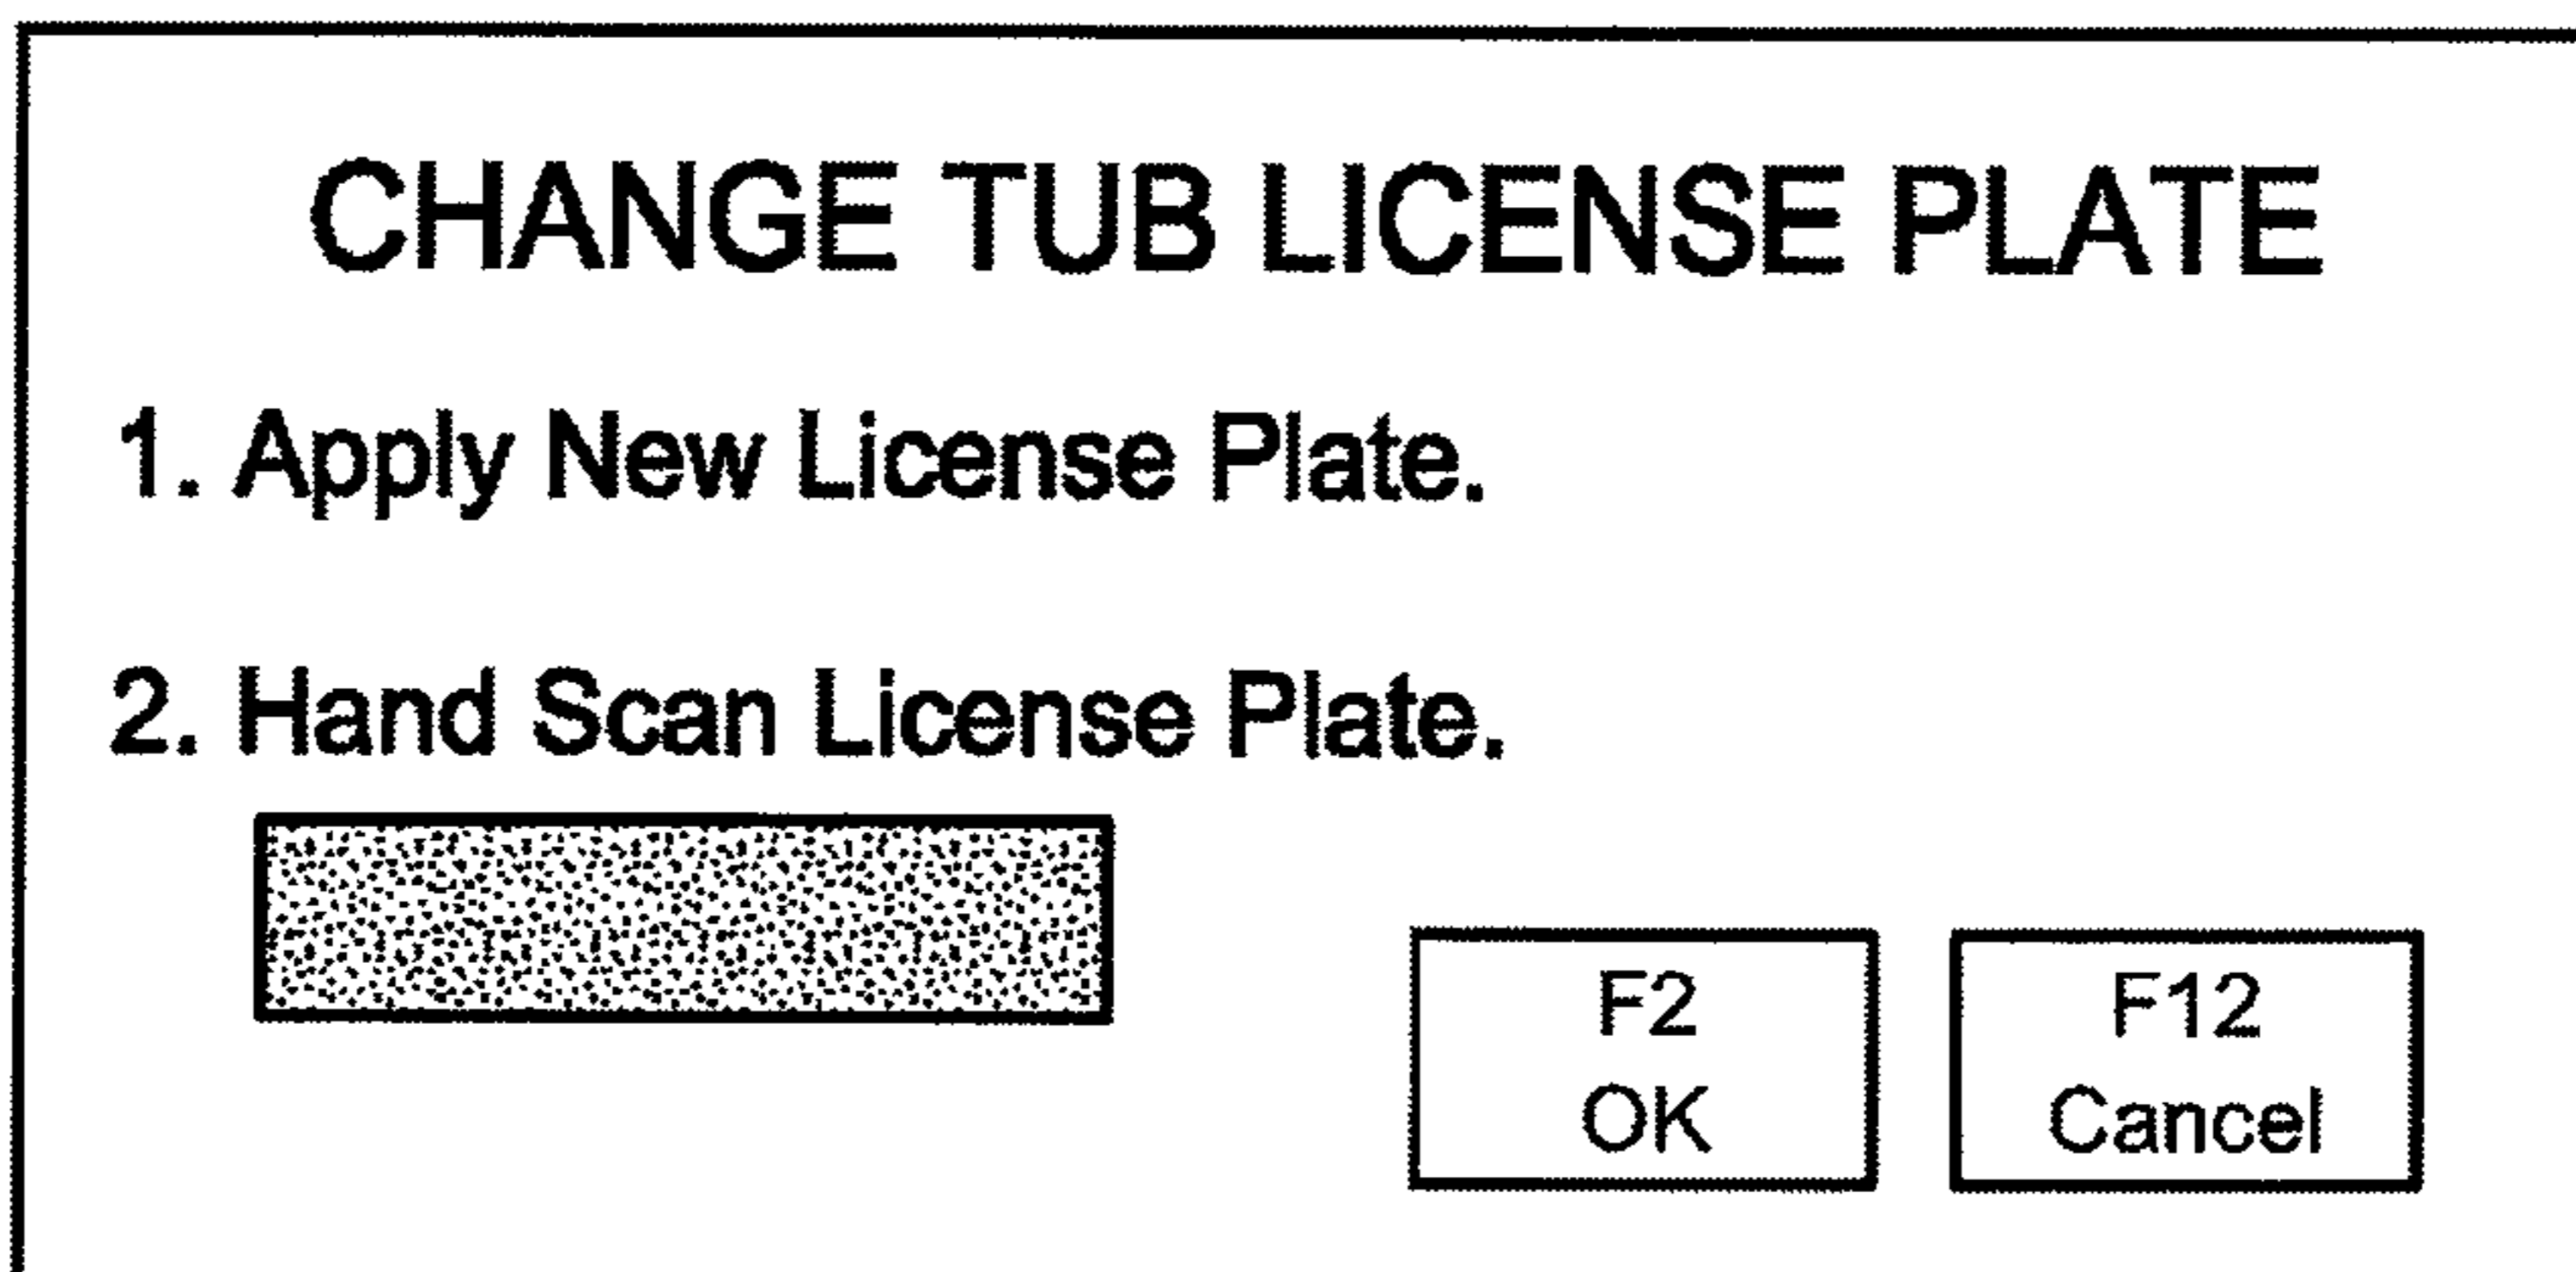 CHANGE TUB LICENSE PLATE
1. Apply New License Plate.
2. Hand Scan License Plate.
F2
OK
F12
Cancel